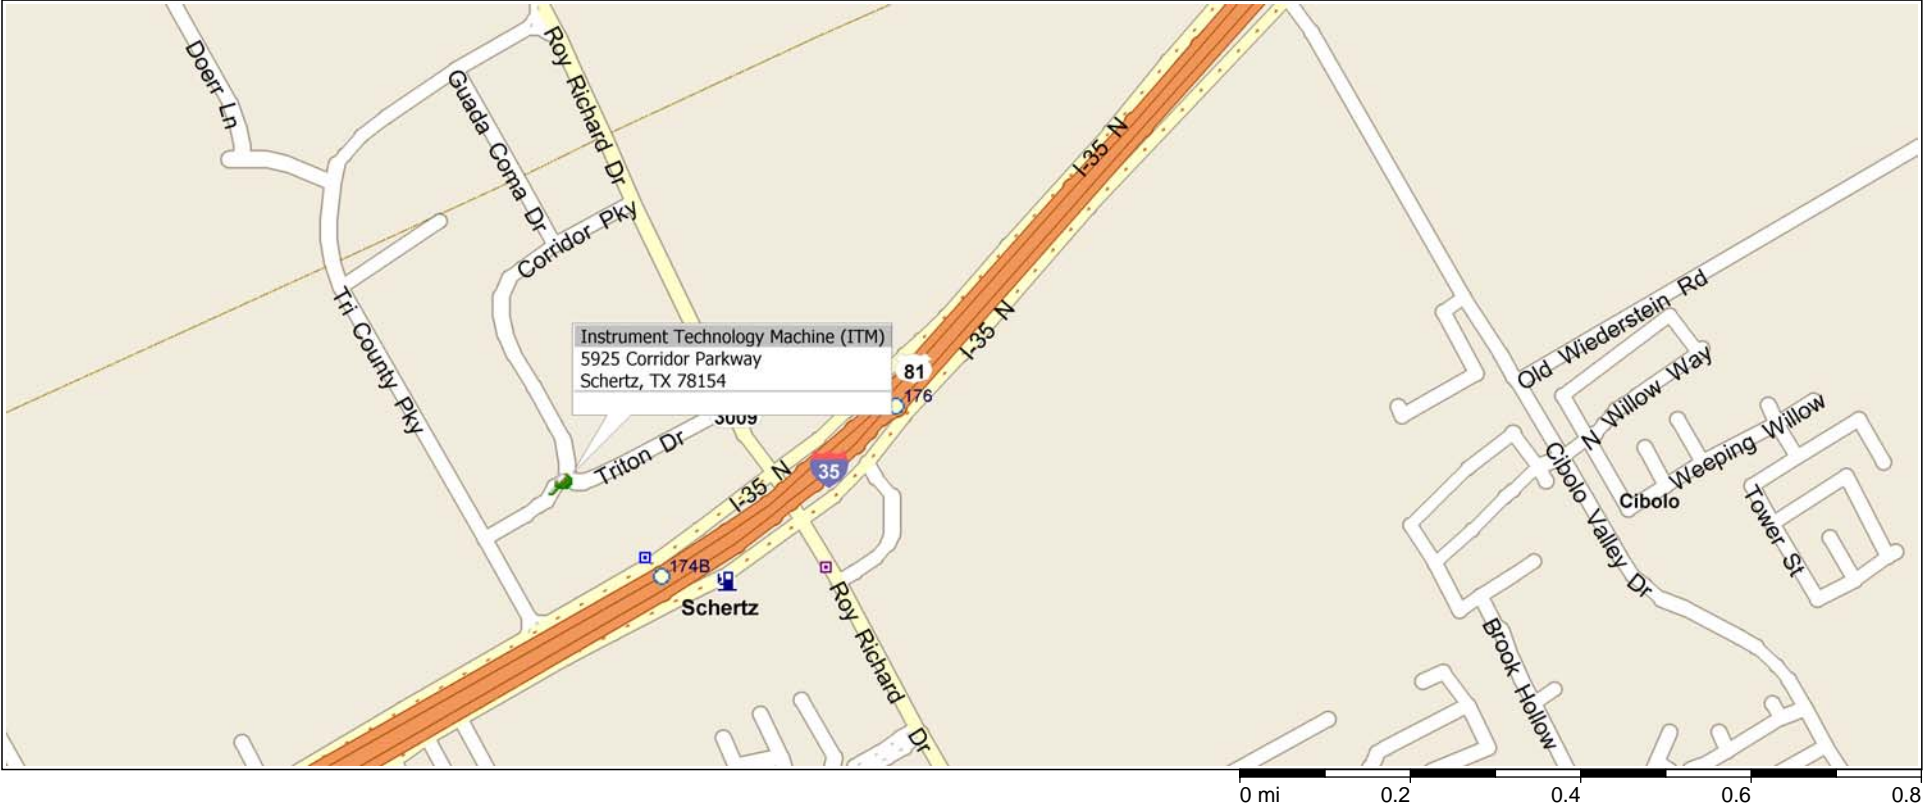 Doerr Ln
Guada Coma Dr
Roy Richard Dr
I-35 N
Corridor Pky
Tri County Pky
I-35 N
Old Wiederstein Rd
Instrument Technology Machine (ITM)
5925 Corridor Parkway
Schertz, TX 78154
81
176
3009
Triton Dr
N Willow Way
Weeping Willow
35
I-35 N
Cibolo Valley Dr
Cibolo
Tower St
174B
Schertz
Roy Richard Dr
Brook Hollow
0 mi 0.2 0.4 0.6 0.8